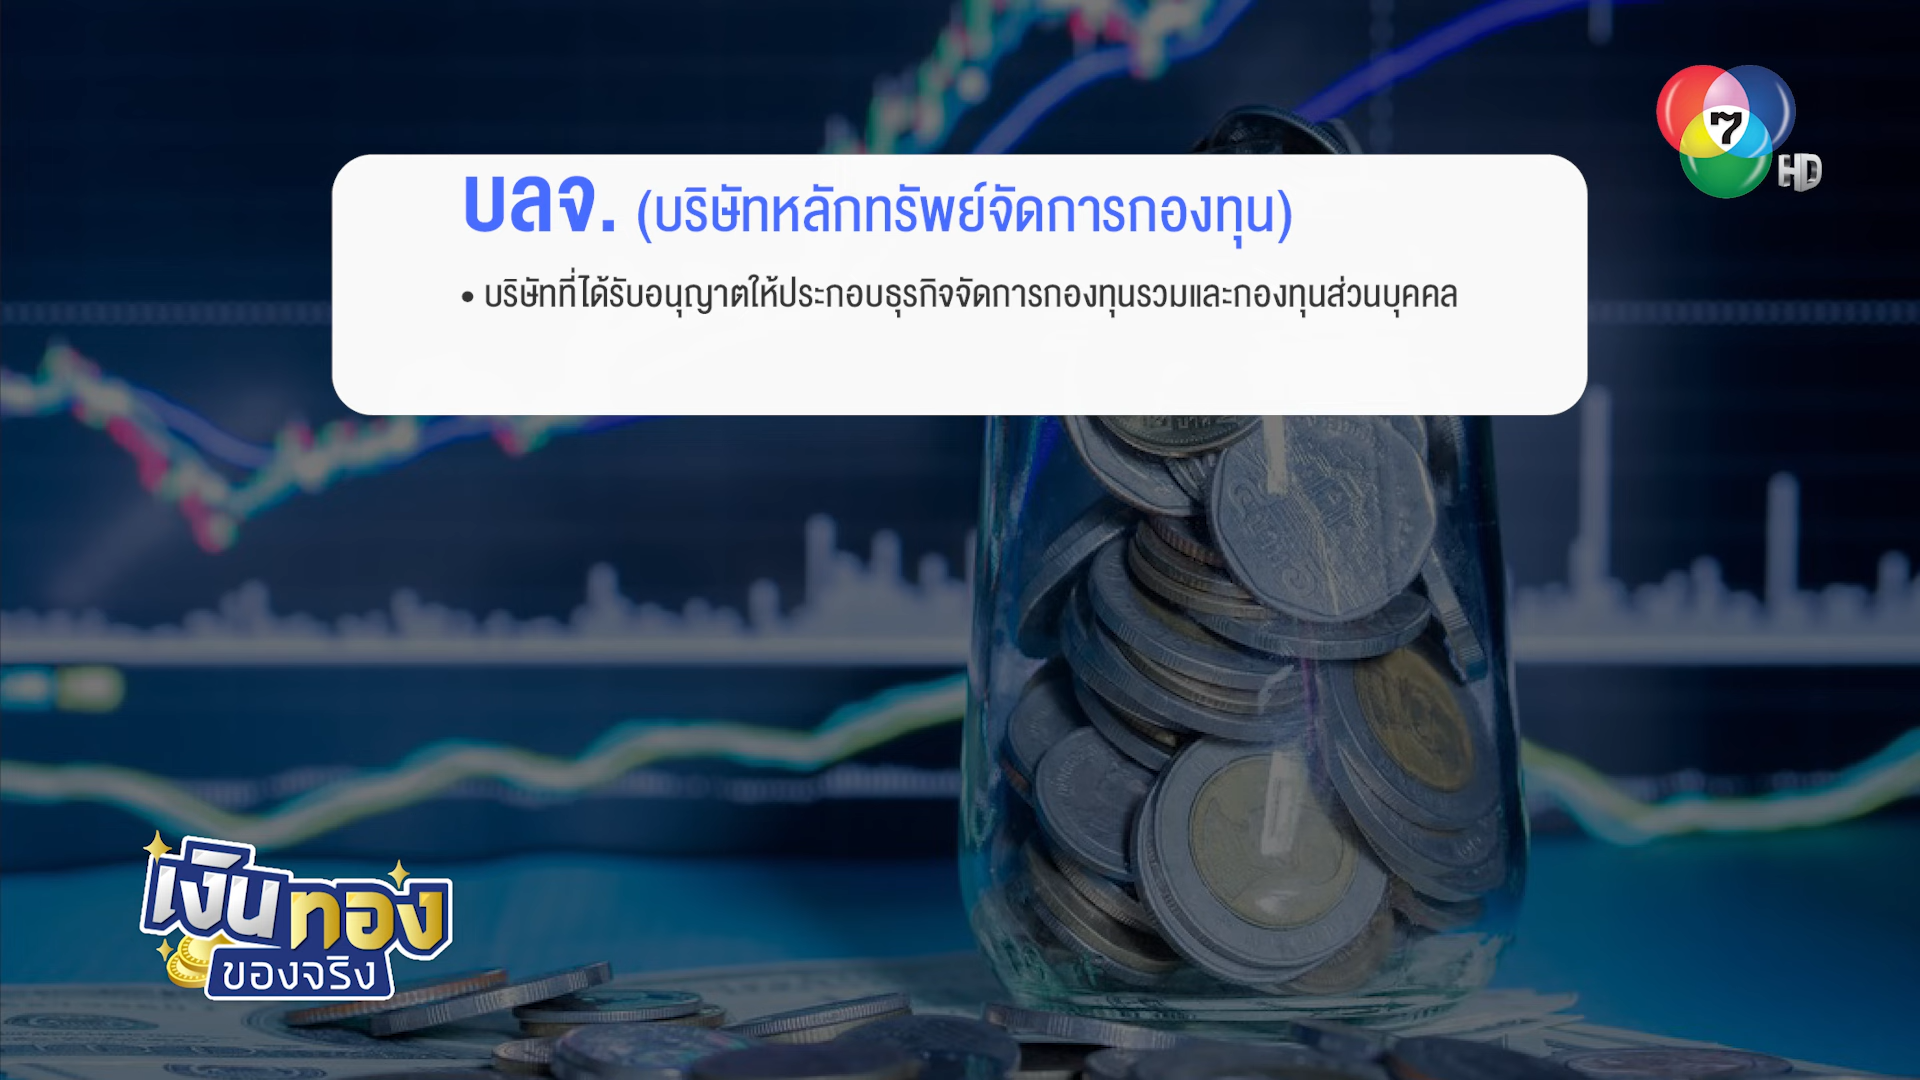 บลจ. (บริษัทหลักทรัพย์จัดการกองทุน)
• บริษัทที่ได้รับอนุญาตให้ประกอบธุรกิจจัดการกองทุนรวมและกองทุนส่วนบุคคล
7
HD
เงินทอง
ของจริง